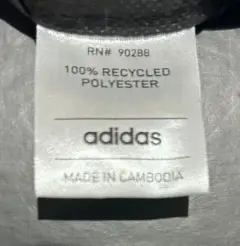 RN# 90288
100% RECYCLED
POLYESTER
adidas
MADE IN CAMBODIA